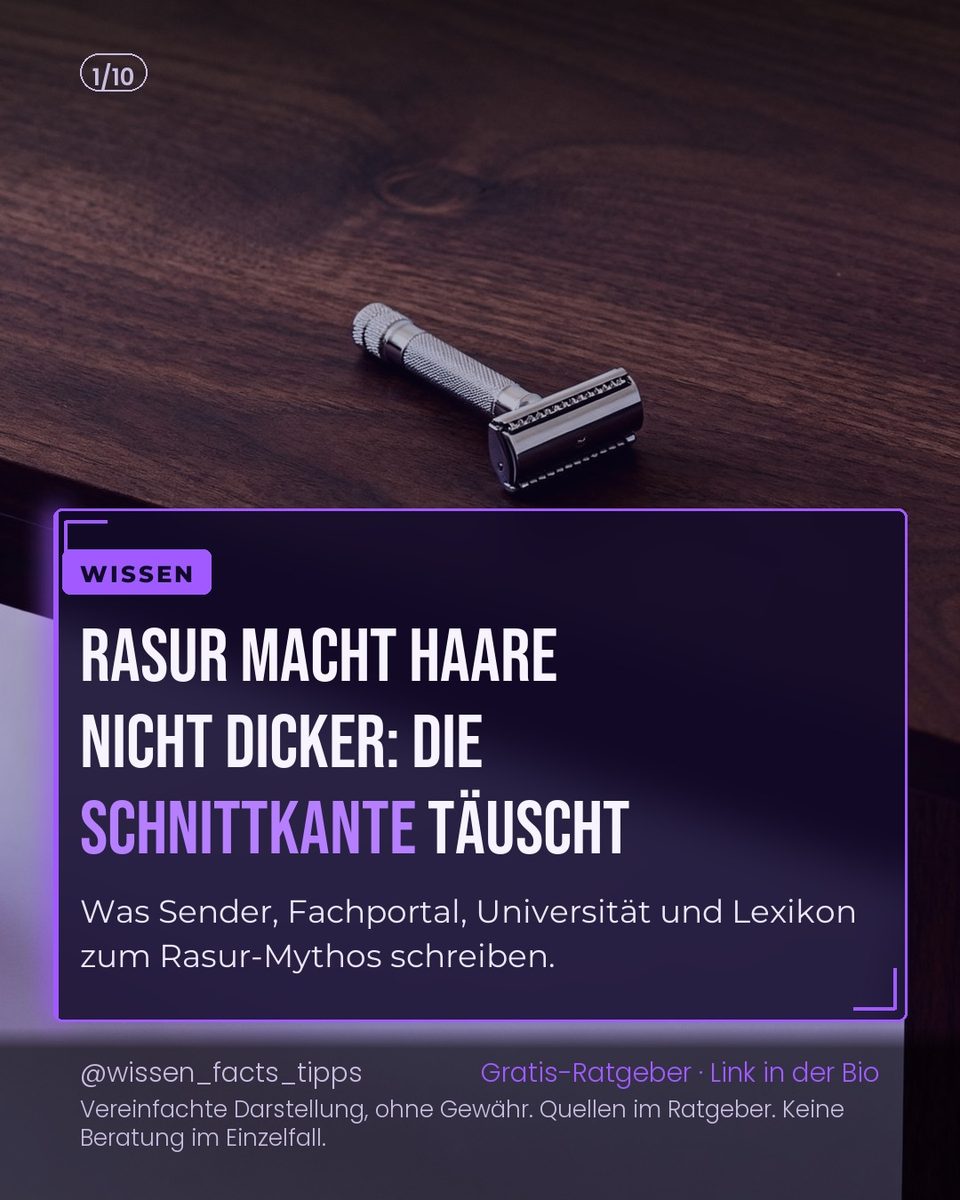 1/10
WISSEN
RASUR MACHT HAARE
NICHT DICKER: DIE
SCHNITTKANTE TÄUSCHT
Was Sender, Fachportal, Universität und Lexikon
zum Rasur-Mythos schreiben.
@wissen_facts_tipps
Gratis-Ratgeber · Link in der Bio
Vereinfachte Darstellung, ohne Gewähr. Quellen im Ratgeber. Keine
Beratung im Einzelfall.